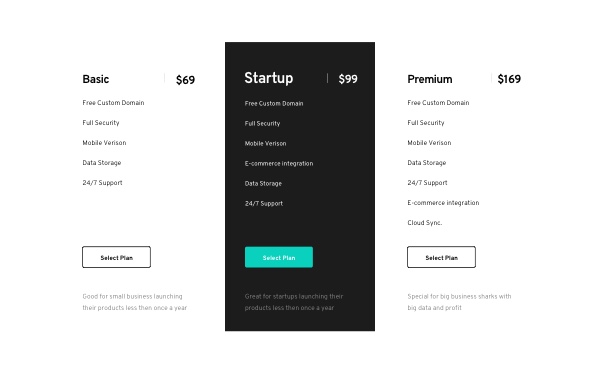 Basic
$69
Free Custom Domain
Full Security
Mobile Verison
Data Storage
24/7 Support
Select Plan
Good for small business launching
their products less then once a year
Startup
$99
Free Custom Domain
Full Security
Mobile Verison
E-commerce integration
Data Storage
24/7 Support
Select Plan
Great for startups launching their
products less then once a year
Premium
$169
Free Custom Domain
Full Security
Mobile Verison
Data Storage
24/7 Support
E-commerce integration
Cloud Sync.
Select Plan
Special for big business sharks with
big data and profit